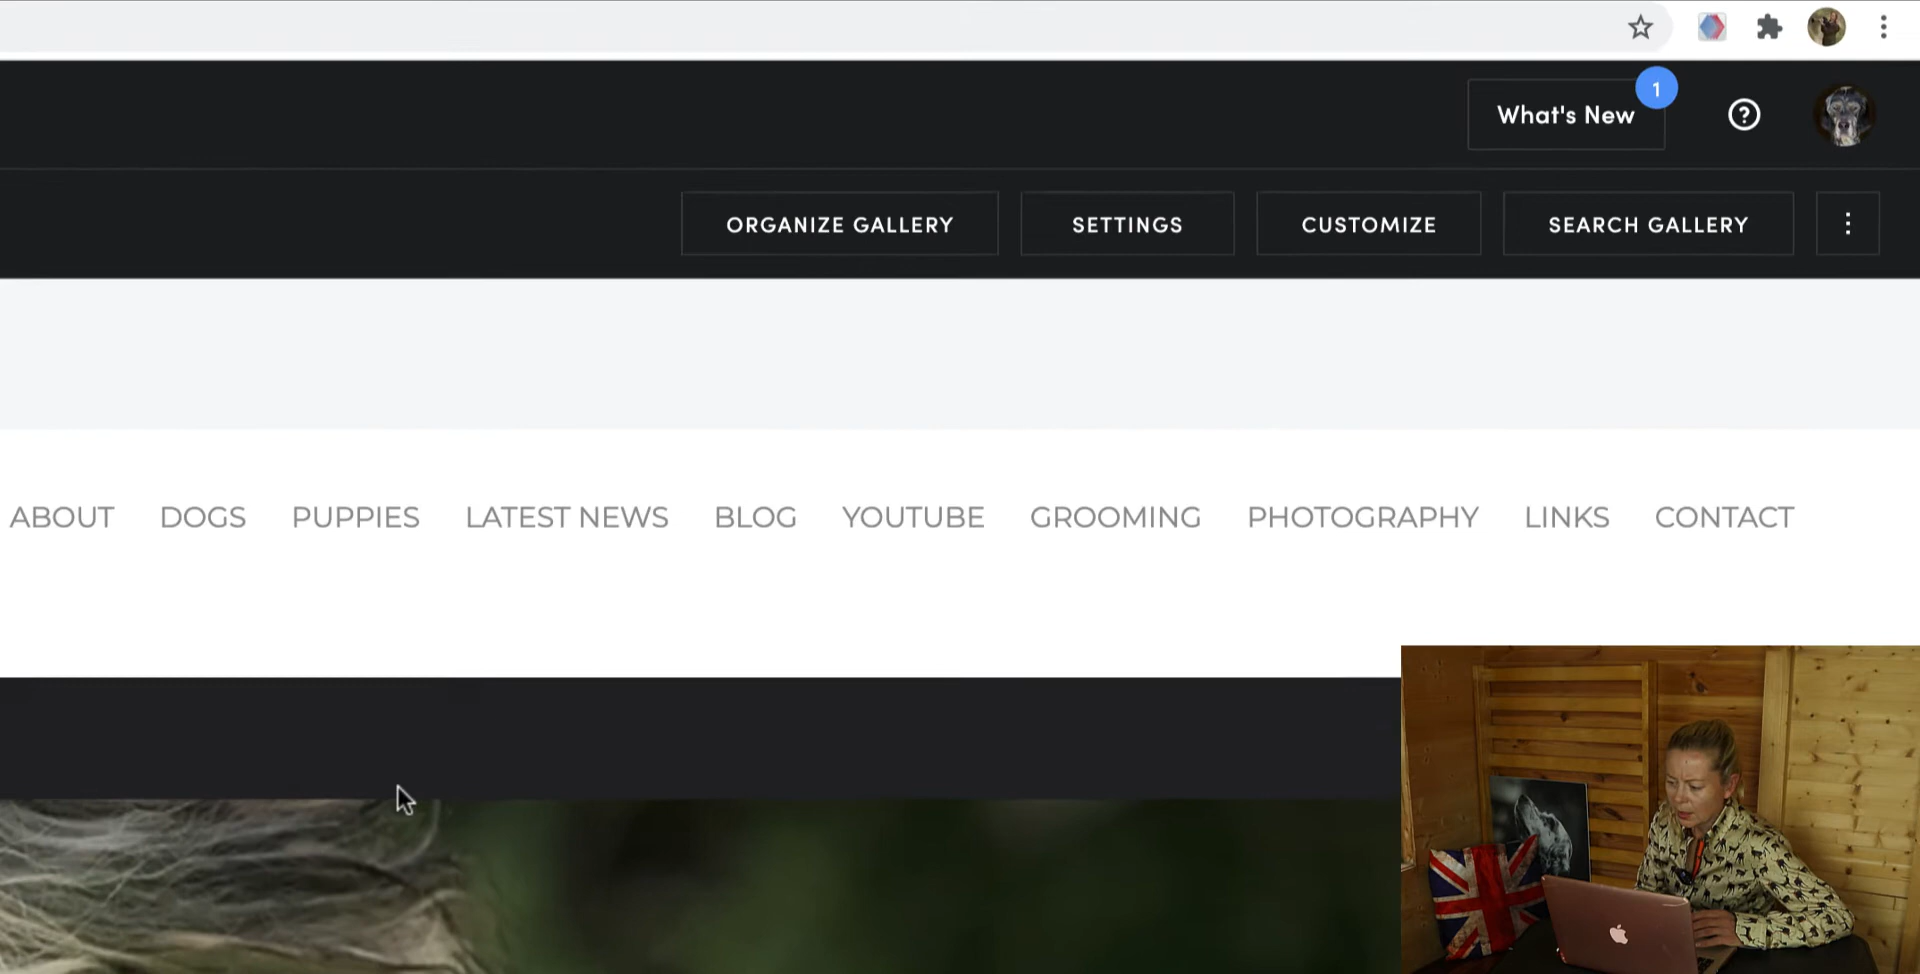 What's New
1
ORGANIZE GALLERY
SETTINGS
CUSTOMIZE
SEARCH GALLERY
ABOUT
DOGS
PUPPIES
LATEST NEWS
BLOG
YOUTUBE
GROOMING
PHOTOGRAPHY
LINKS
CONTACT